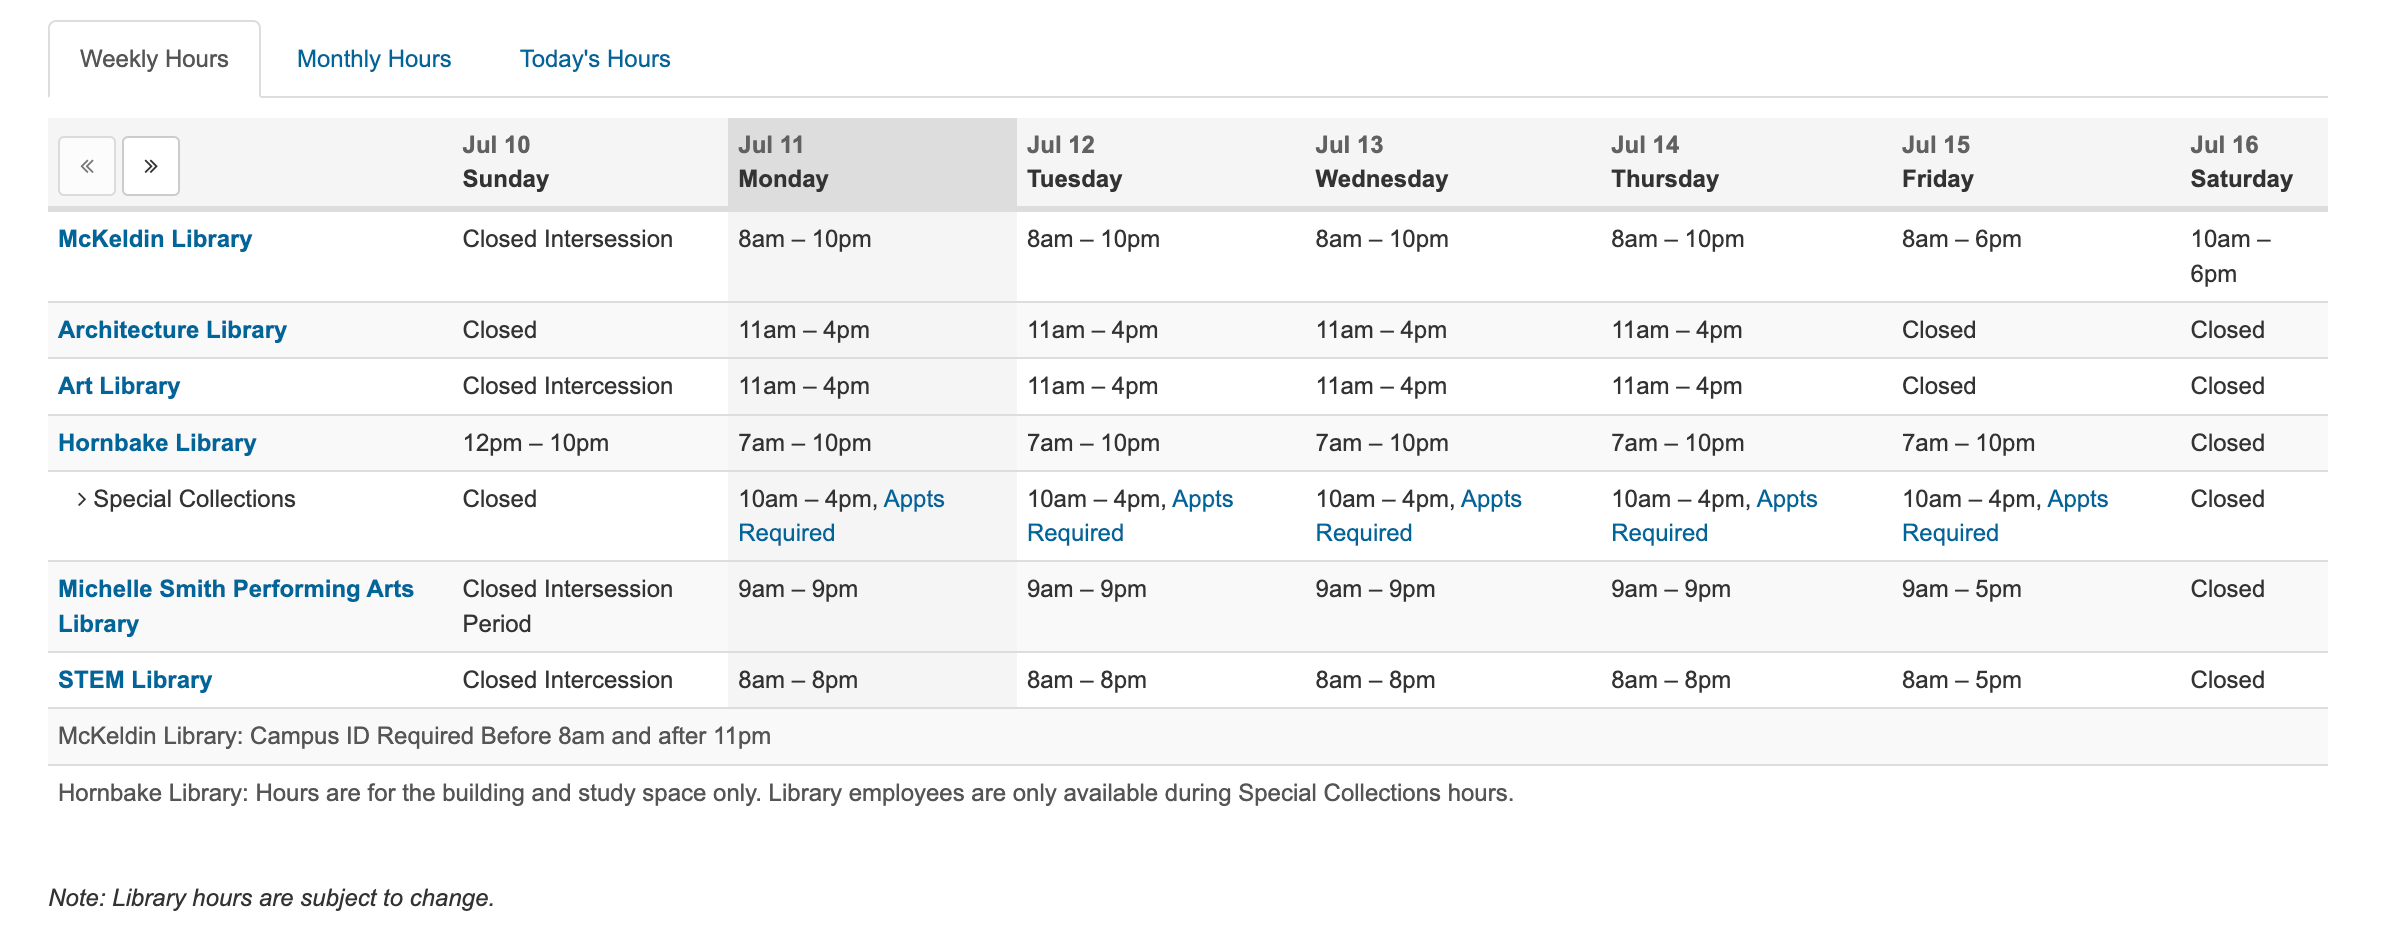 Weekly Hours Monthly Hours Today's Hours
« » Jul 10 Jul 11 Jul 12 Jul 13 Jul 14 Jul 15 Jul 16
Sunday Monday Tuesday Wednesday Thursday Friday Saturday
McKeldin Library Closed Intersession 8am – 10pm 8am – 10pm 8am – 10pm 8am – 10pm 8am – 6pm 10am –
6pm
Architecture Library Closed 11am – 4pm 11am – 4pm 11am – 4pm 11am – 4pm Closed Closed
Art Library Closed Intercession 11am – 4pm 11am – 4pm 11am – 4pm 11am – 4pm Closed Closed
Hornbake Library 12pm – 10pm 7am – 10pm 7am – 10pm 7am – 10pm 7am – 10pm 7am – 10pm Closed
> Special Collections Closed 10am – 4pm, Appts 10am – 4pm, Appts 10am – 4pm, Appts 10am – 4pm, Appts 10am – 4pm, Appts Closed
Required Required Required Required Required
Michelle Smith Performing Arts Closed Intersession 9am – 9pm 9am – 9pm 9am – 9pm 9am – 9pm 9am – 5pm Closed
Library Period
STEM Library Closed Intercession 8am – 8pm 8am – 8pm 8am – 8pm 8am – 8pm 8am – 5pm Closed
McKeldin Library: Campus ID Required Before 8am and after 11pm
Hornbake Library: Hours are for the building and study space only. Library employees are only available during Special Collections hours.
Note: Library hours are subject to change.